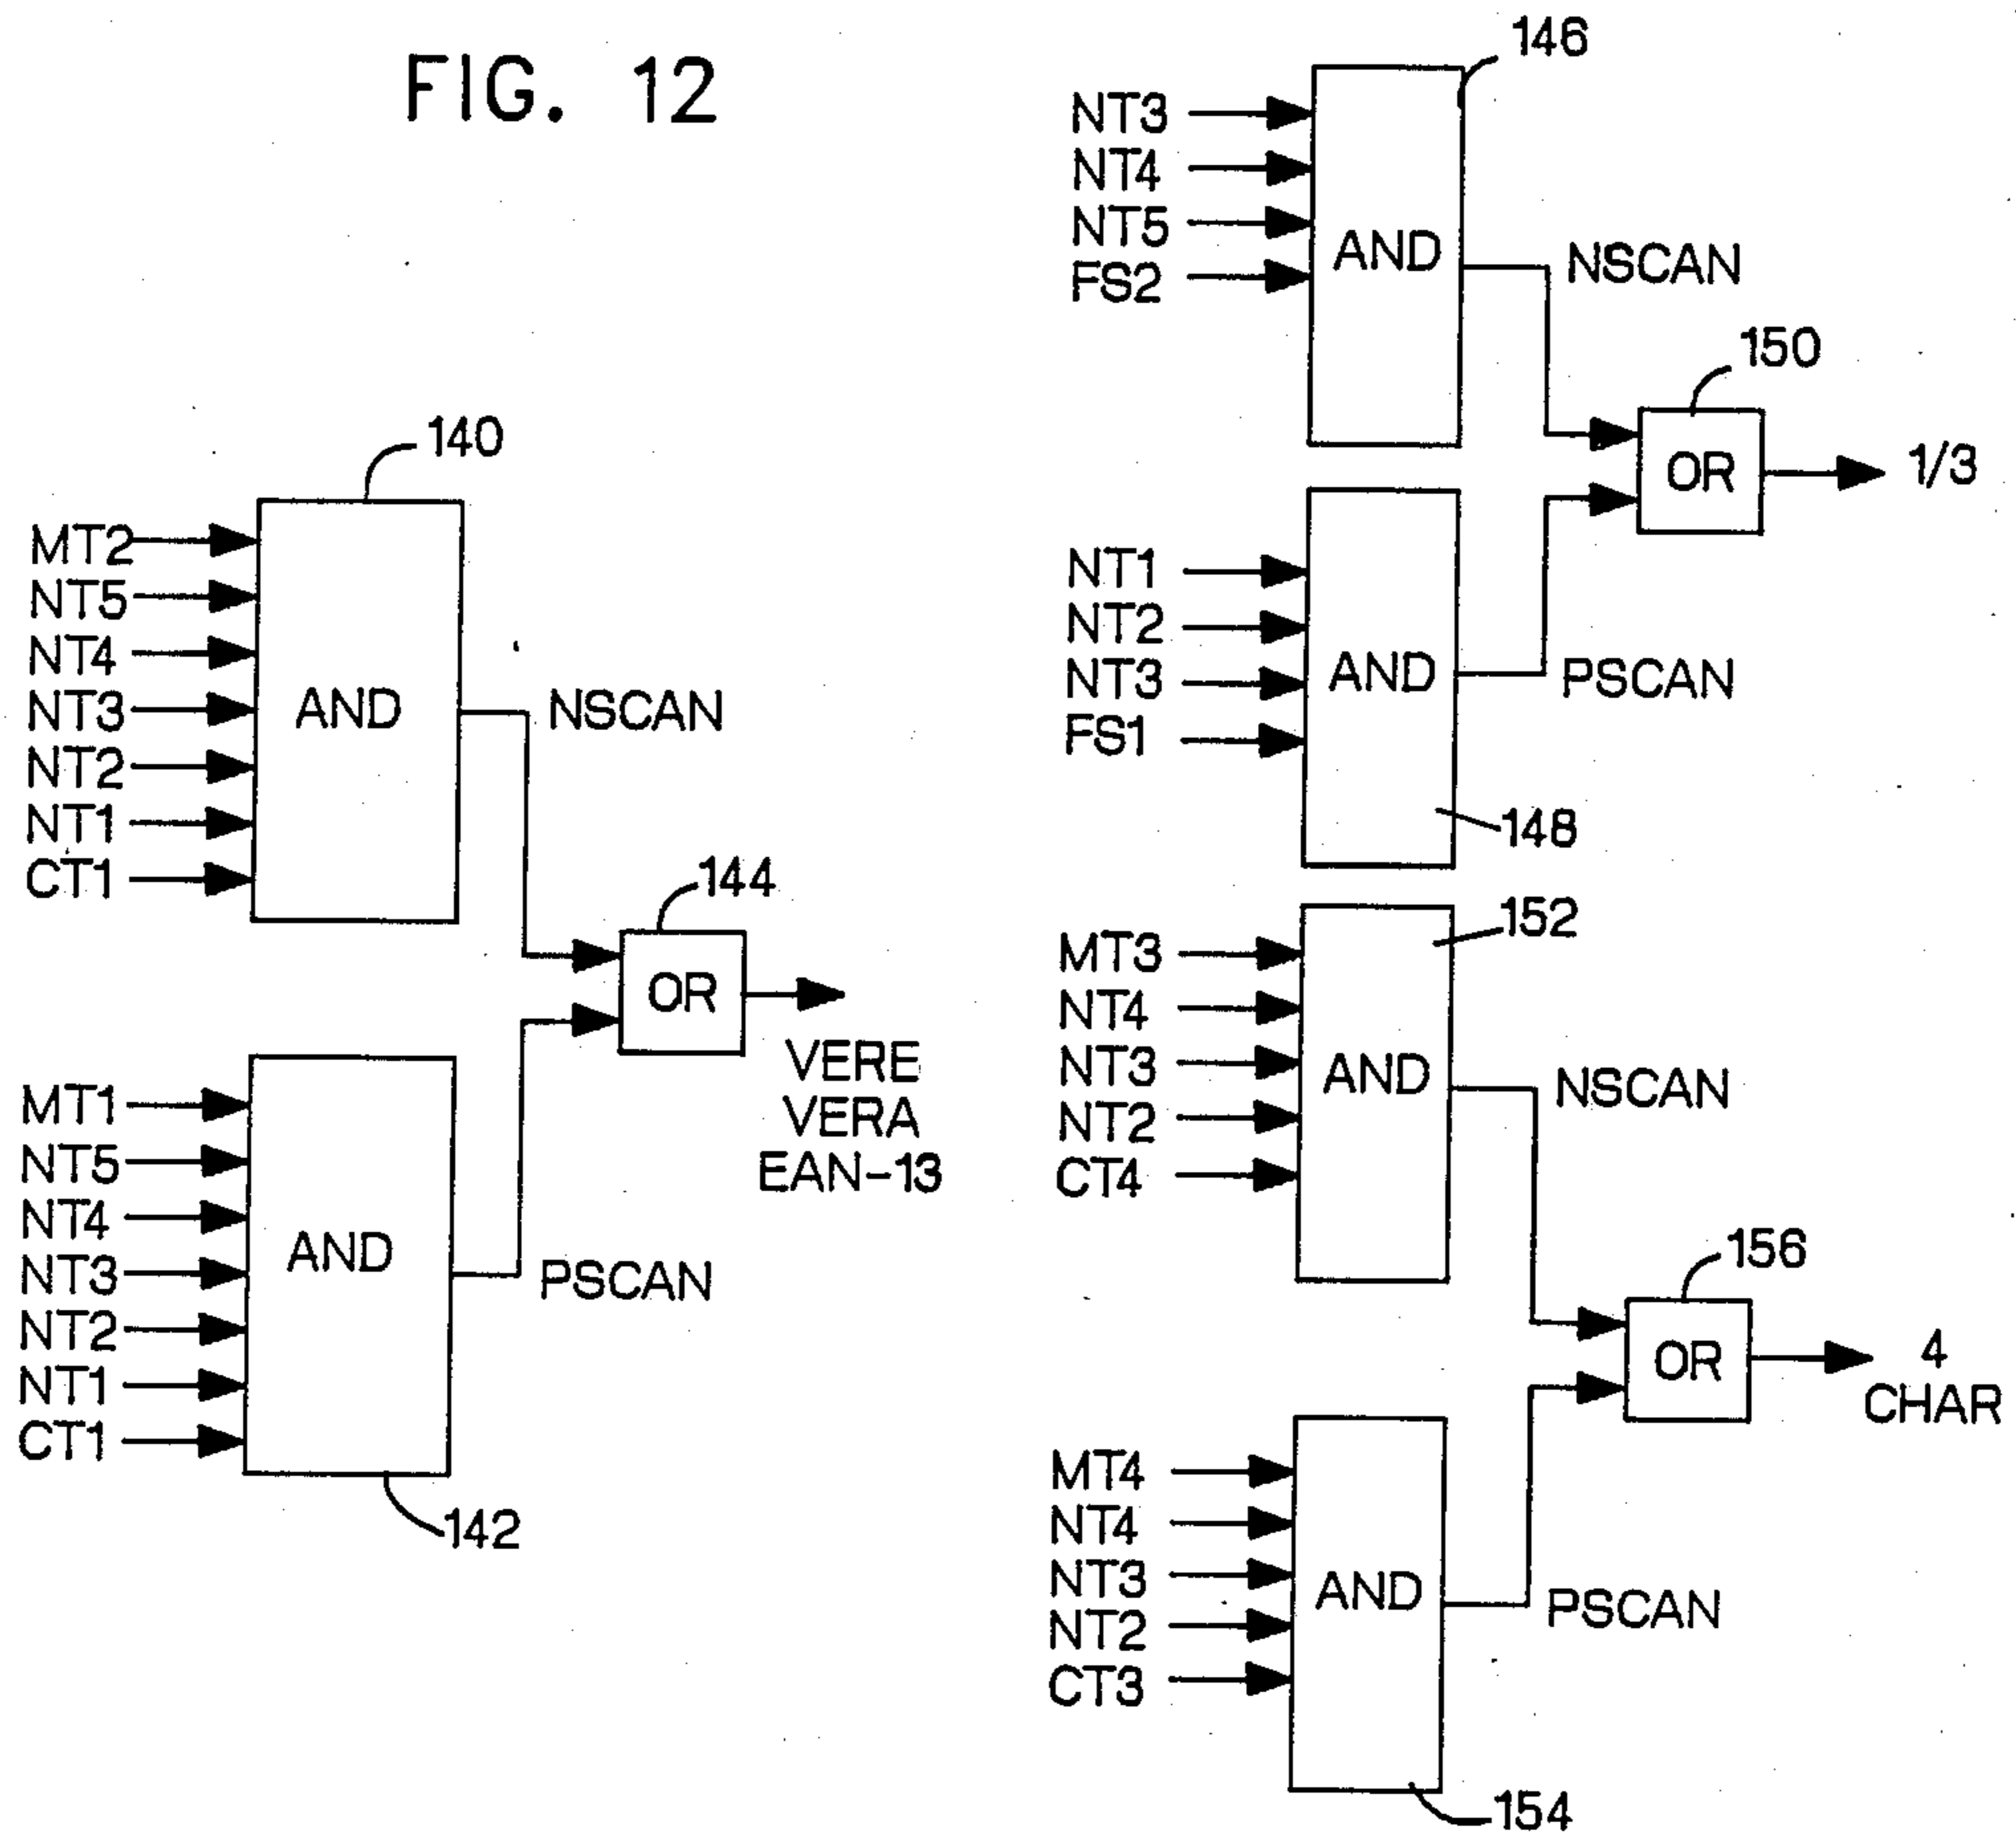 FIG. 12
140
MT2
NT5
NT4
NT3
NT2
NT1
CT1
AND
NSCAN
144
OR
VERE
VERA
EAN-13
MT1
NT5
NT4
NT3
NT2
NT1
CT1
AND
PSCAN
142
146
NT3
NT4
NT5
FS2
AND
NSCAN
150
OR
1/3
NT1
NT2
NT3
FS1
AND
PSCAN
148
152
MT3
NT4
NT3
NT2
CT4
AND
NSCAN
156
OR
4
CHAR
MT4
NT4
NT3
NT2
CT3
AND
PSCAN
154